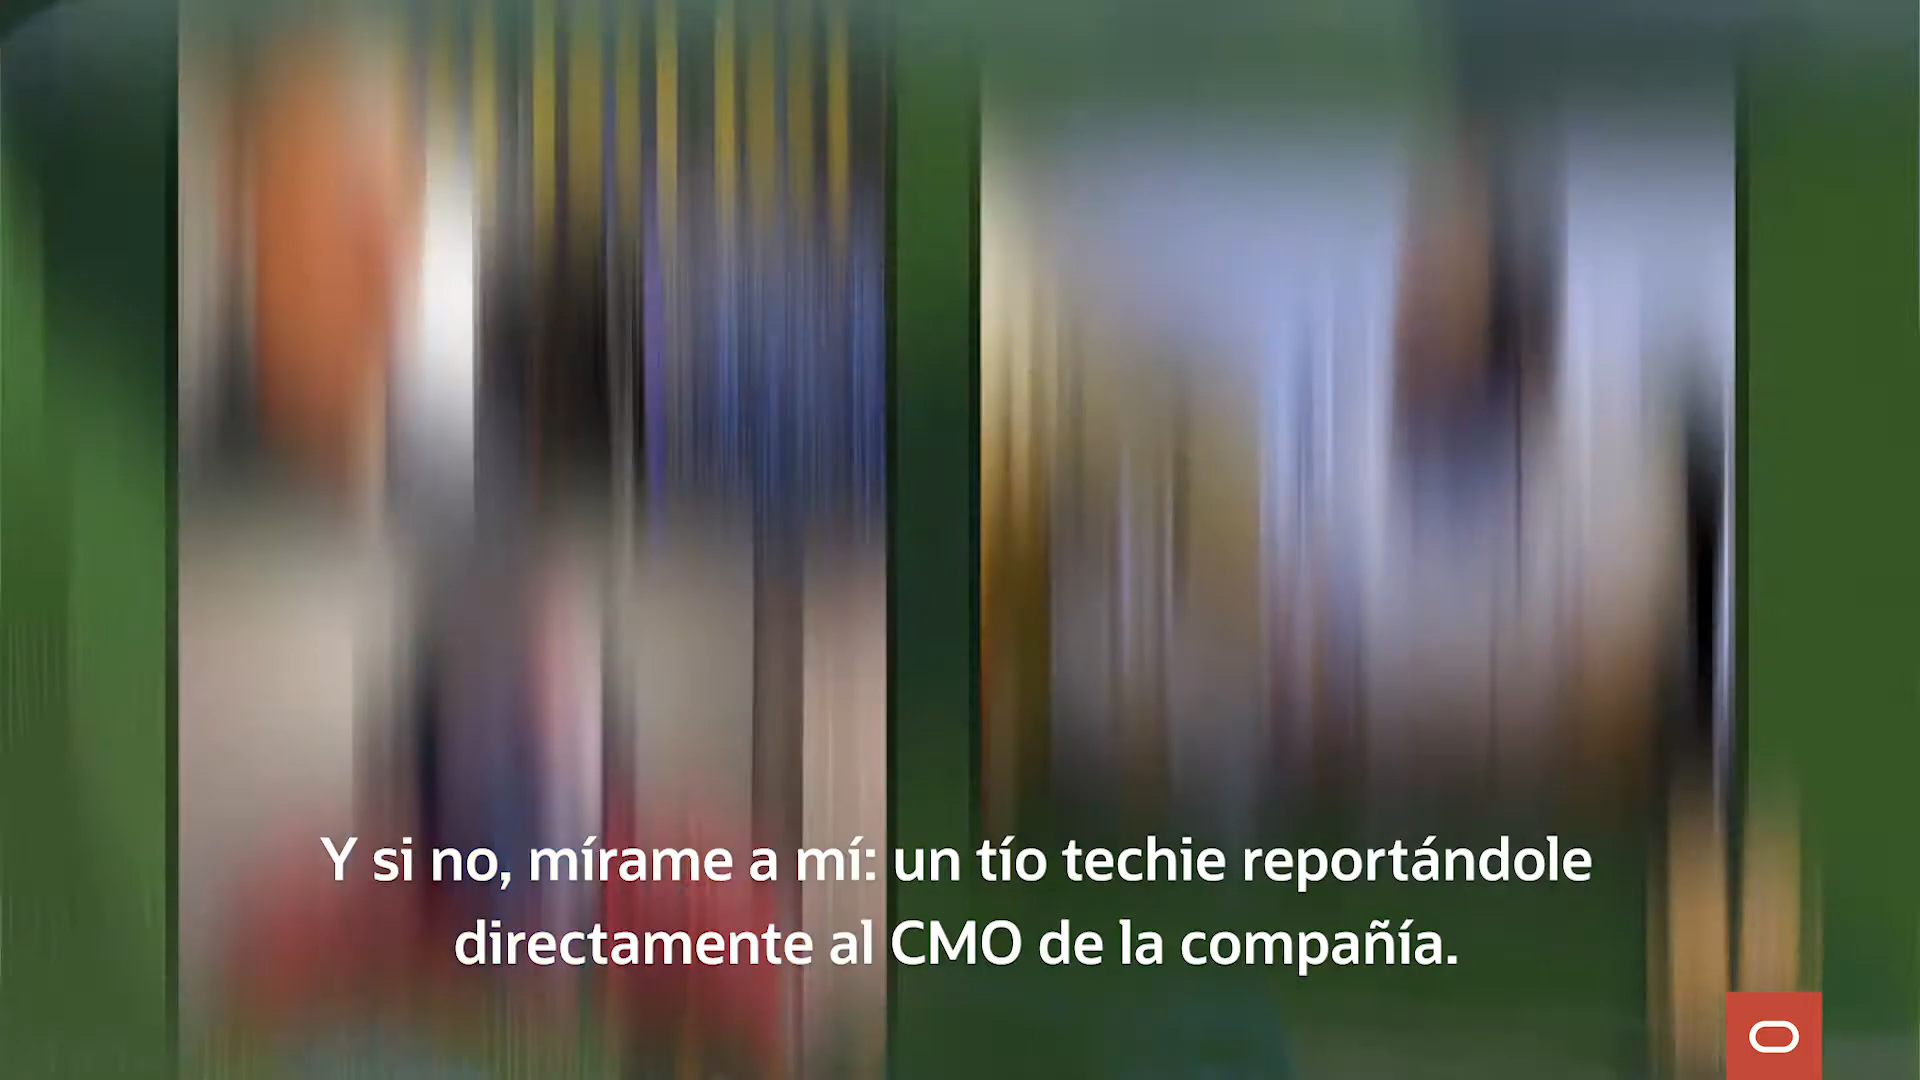 Y si no, mírame a mí: un tío techie reportándole
directamente al CMO de la compañía.